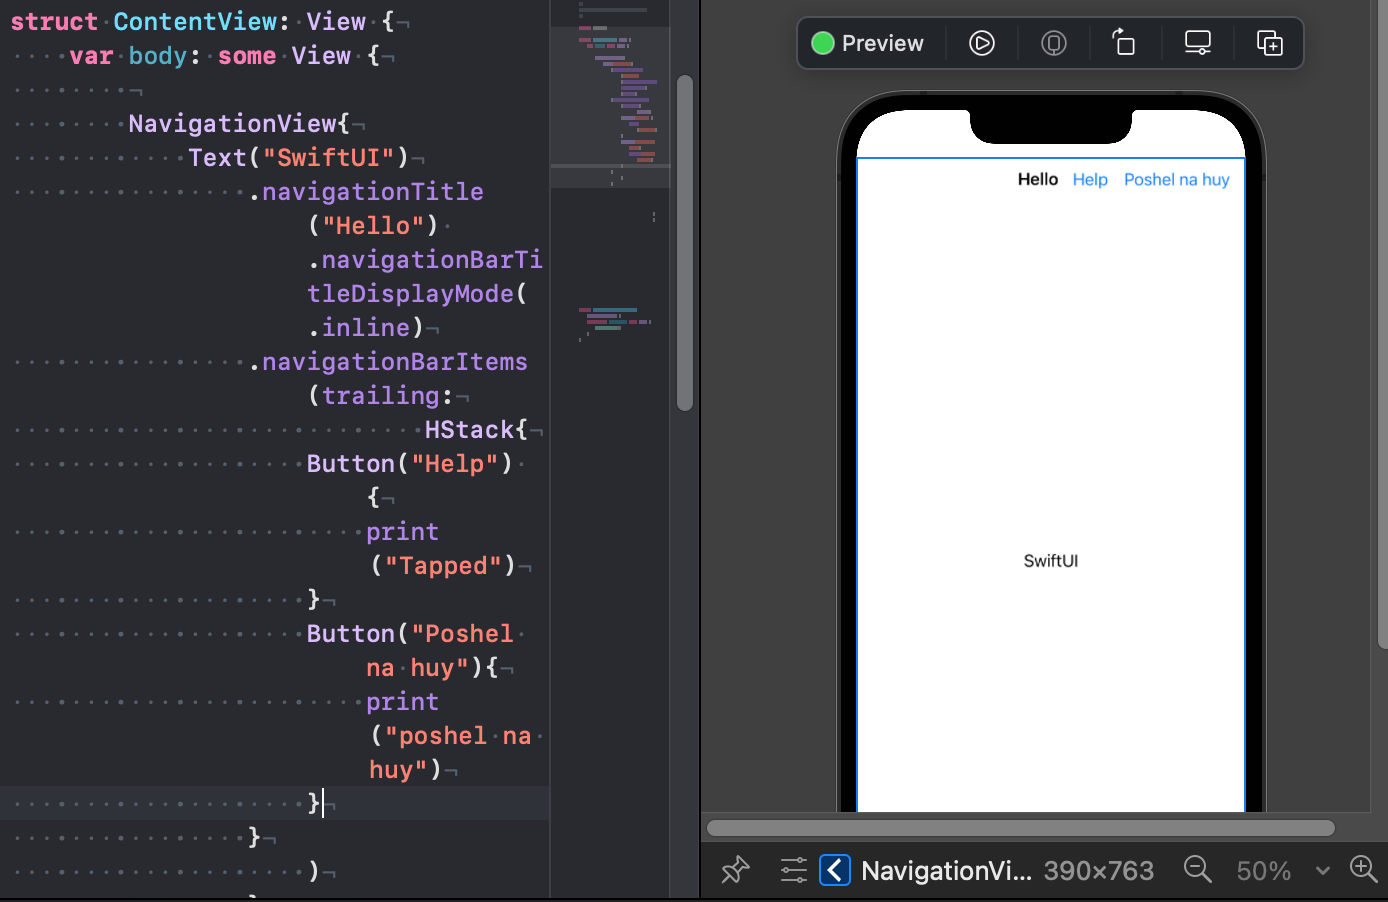 struct ContentView: View {
var body: some View {
NavigationView{
Text("SwiftUI")
.navigationTitle
("Hello")
.navigationBarTi
tleDisplayMode(
.inline)
.navigationBarItems
(trailing:
HStack{
Button("Help")
{
print
("Tapped")
}
Button("Poshel
na huy"){
print
("poshel na
huy")
}
}
)
Preview
Hello Help Poshel na huy
SwiftUI
NavigationVi... 390×763 50%